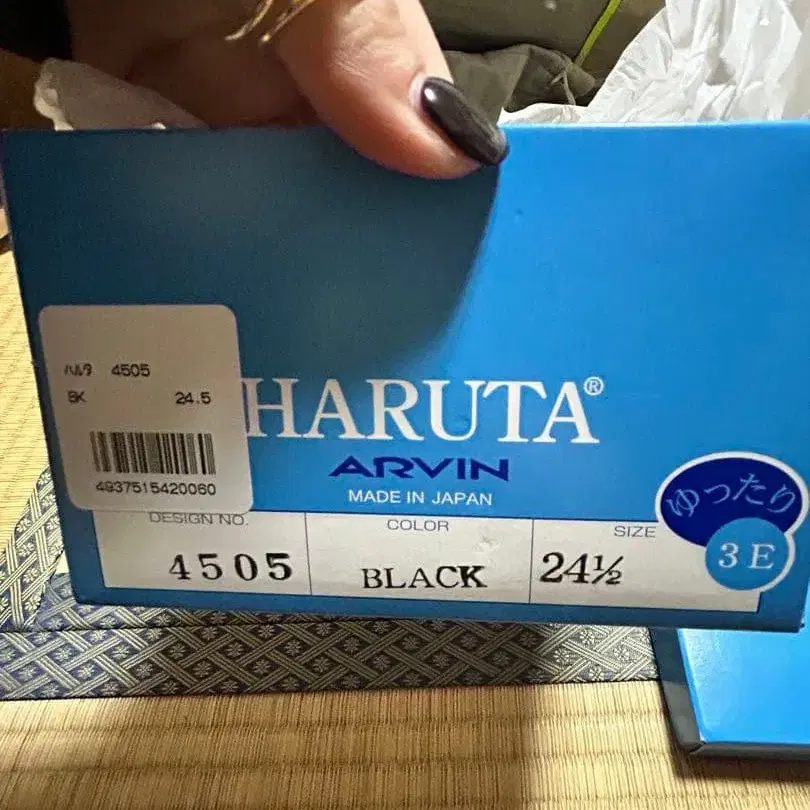 ハルタ 4505
BK 24.5
4937515420060
HARUTA®
ARVIN
MADE IN JAPAN
DESIGN NO.
4505
COLOR
BLACK
SIZE
24½
ゆったり
3E